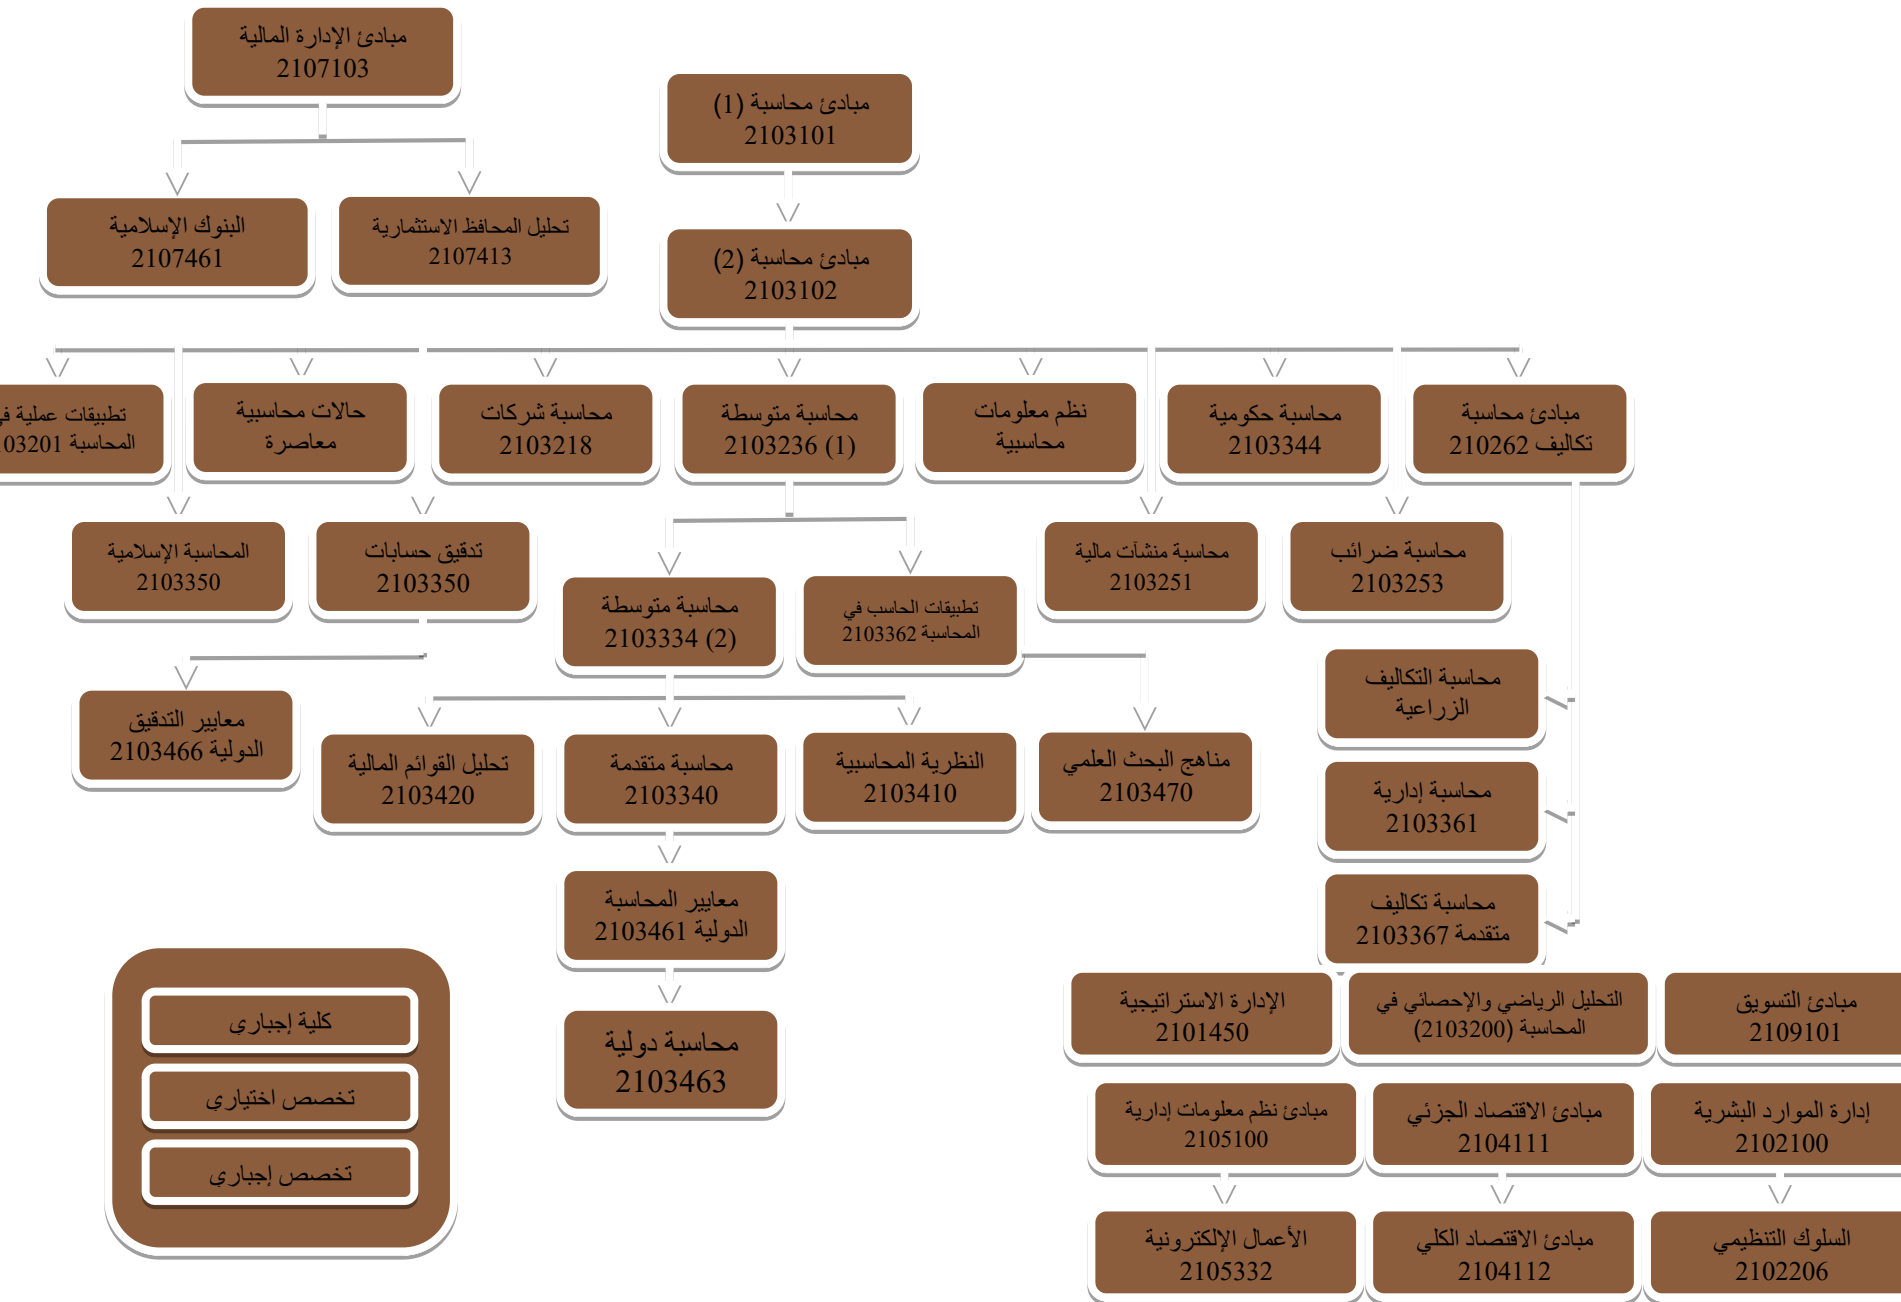 مبادئ الإدارة المالية
2107103
مبادئ محاسبة (1)
2103101
البنوك الإسلامية
2107461
تحليل المحافظ الاستثمارية
2107413
مبادئ محاسبة (2)
2103102
مبادئ محاسبة
تكاليف 210262
محاسبة حكومية
2103344
نظم معلومات
محاسبية
محاسبة متوسطة
(1) 2103236
محاسبة شركات
2103218
حالات محاسبية
معاصرة
تطبيقات عملية في
المحاسبة 03201
محاسبة ضرائب
2103253
محاسبة منشآت مالية
2103251
تطبيقات الحاسب في
المحاسبة 2103362
محاسبة متوسطة
(2) 2103334
تدقيق حسابات
2103350
المحاسبة الإسلامية
2103350
محاسبة التكاليف
الزراعية
معايير التدقيق
الدولية 2103466
مناهج البحث العلمي
2103470
النظرية المحاسبية
2103410
محاسبة متقدمة
2103340
تحليل القوائم المالية
2103420
محاسبة إدارية
2103361
محاسبة تكاليف
متقدمة 2103367
معايير المحاسبة
الدولية 2103461
محاسبة دولية
2103463
كلية إجباري
تخصص اختياري
تخصص إجباري
مبادئ التسويق
2109101
التحليل الرياضي والإحصائي في
المحاسبة (2103200)
الإدارة الاستراتيجية
2101450
إدارة الموارد البشرية
2102100
مبادئ الاقتصاد الجزئي
2104111
مبادئ نظم معلومات إدارية
2105100
السلوك التنظيمي
2102206
مبادئ الاقتصاد الكلي
2104112
الأعمال الإلكترونية
2105332